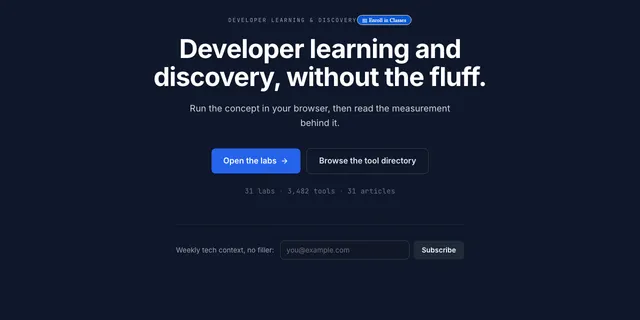 DEVELOPER LEARNING & DISCOVERY Enroll in Classes
Developer learning and
discovery, without the fluff.
Run the concept in your browser, then read the measurement
behind it.
Open the labs → Browse the tool directory
31 labs · 3,482 tools · 31 articles
Weekly tech context, no filler: you@example.com Subscribe